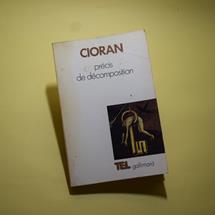 CIORAN
précis
de décomposition
TEL gallimard